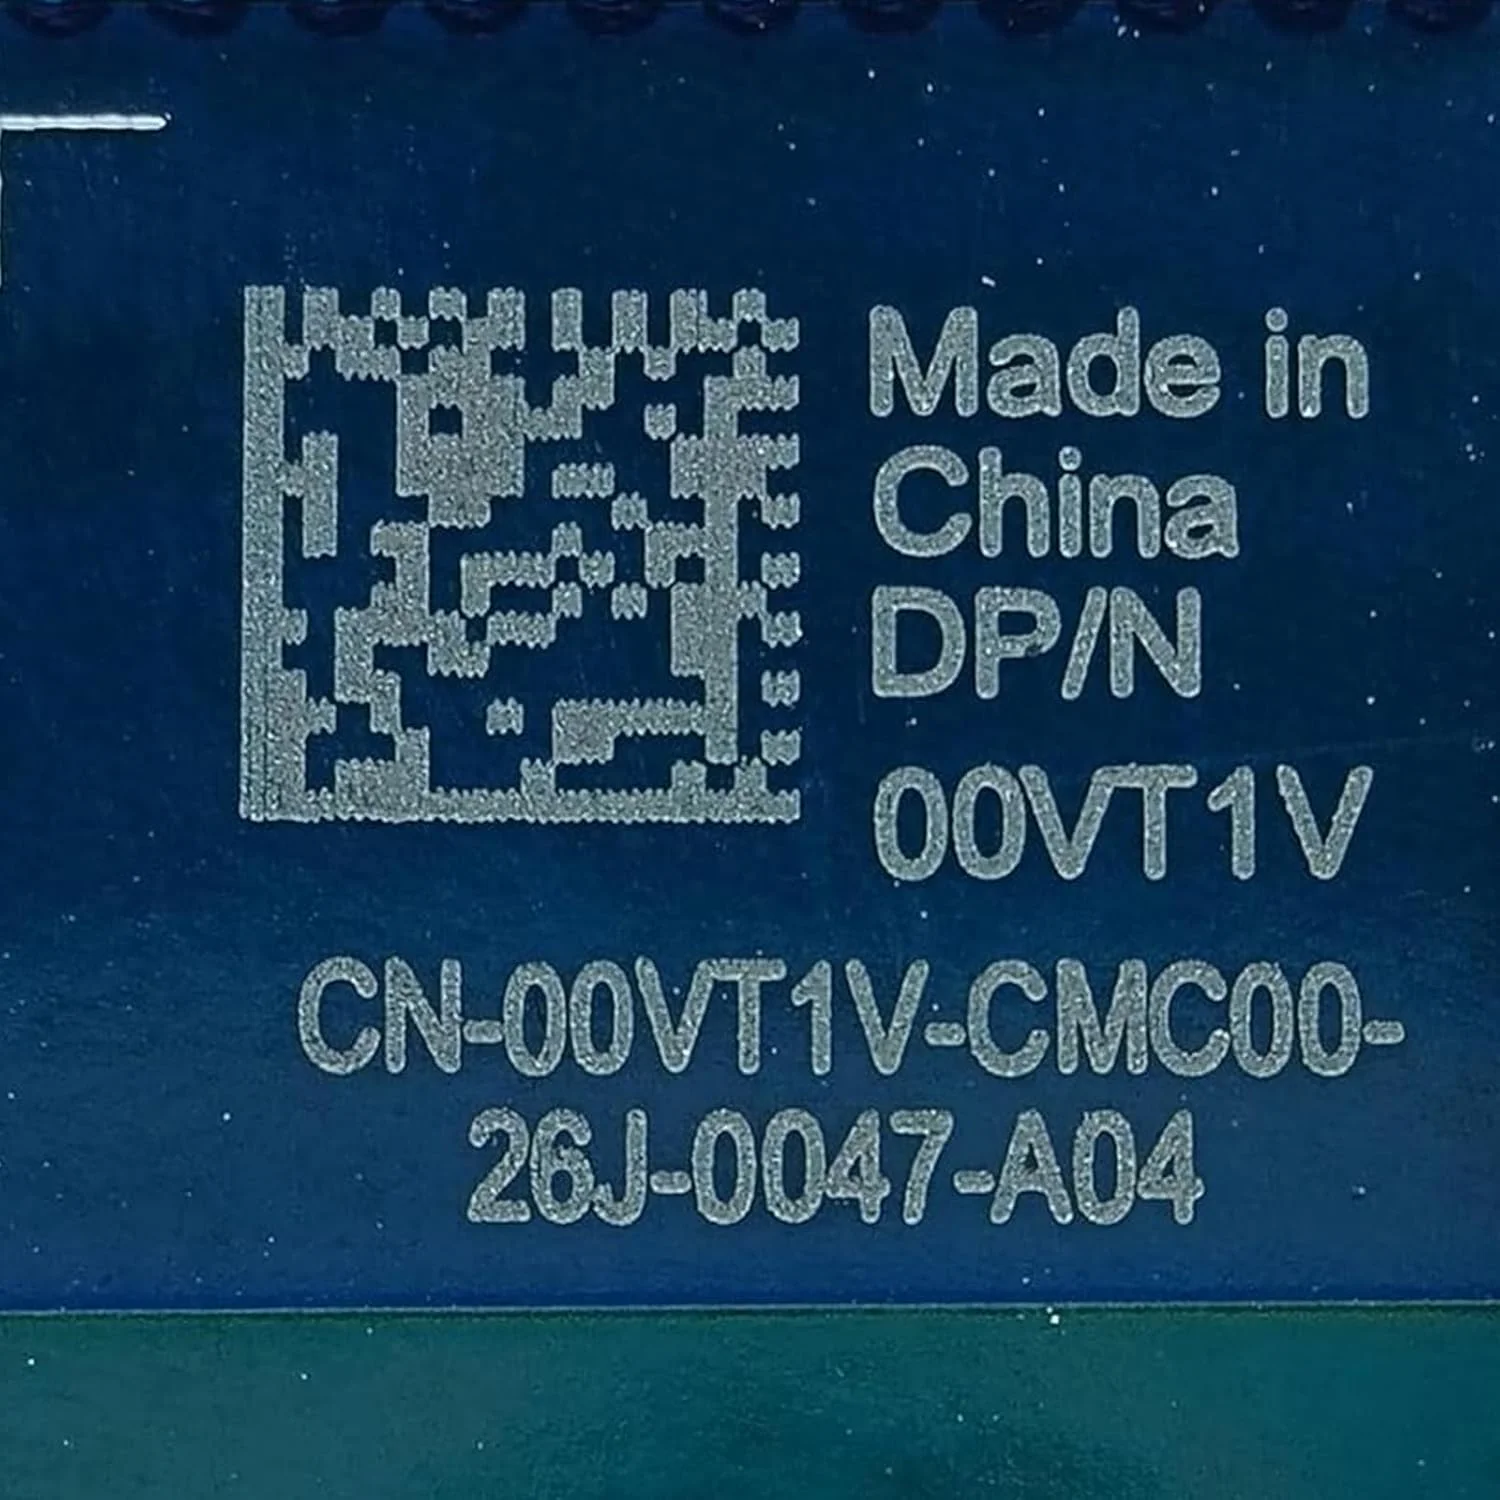 Made in
China
DP/N
00VT1V
CN-00VT1V-CMC00-
26J-0047-A04